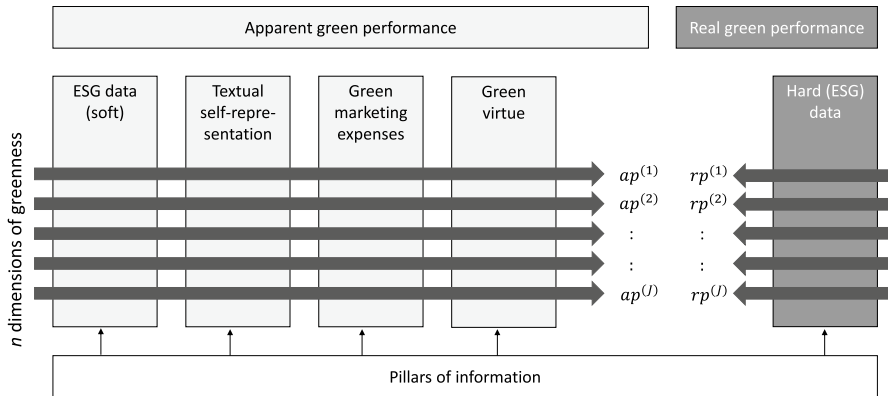 Apparent green performance
Real green performance
ESG data
(soft)
Textual
self-repre-
sentation
Green
marketing
expenses
Green
virtue
Hard (ESG)
data
n dimensions of greenness
ap⁽¹⁾ rp⁽¹⁾
ap⁽²⁾ rp⁽²⁾
: :
: :
ap⁽ᴶ⁾ rp⁽ᴶ⁾
Pillars of information